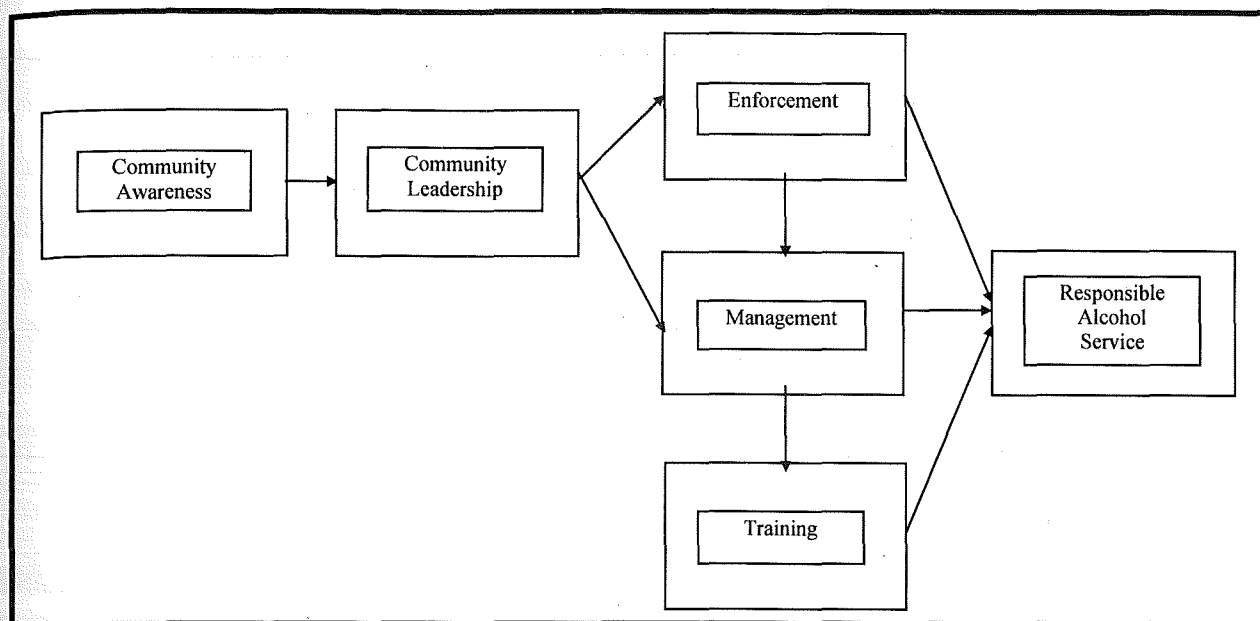 Community
Awareness
Community
Leadership
Enforcement
Management
Training
Responsible
Alcohol
Service